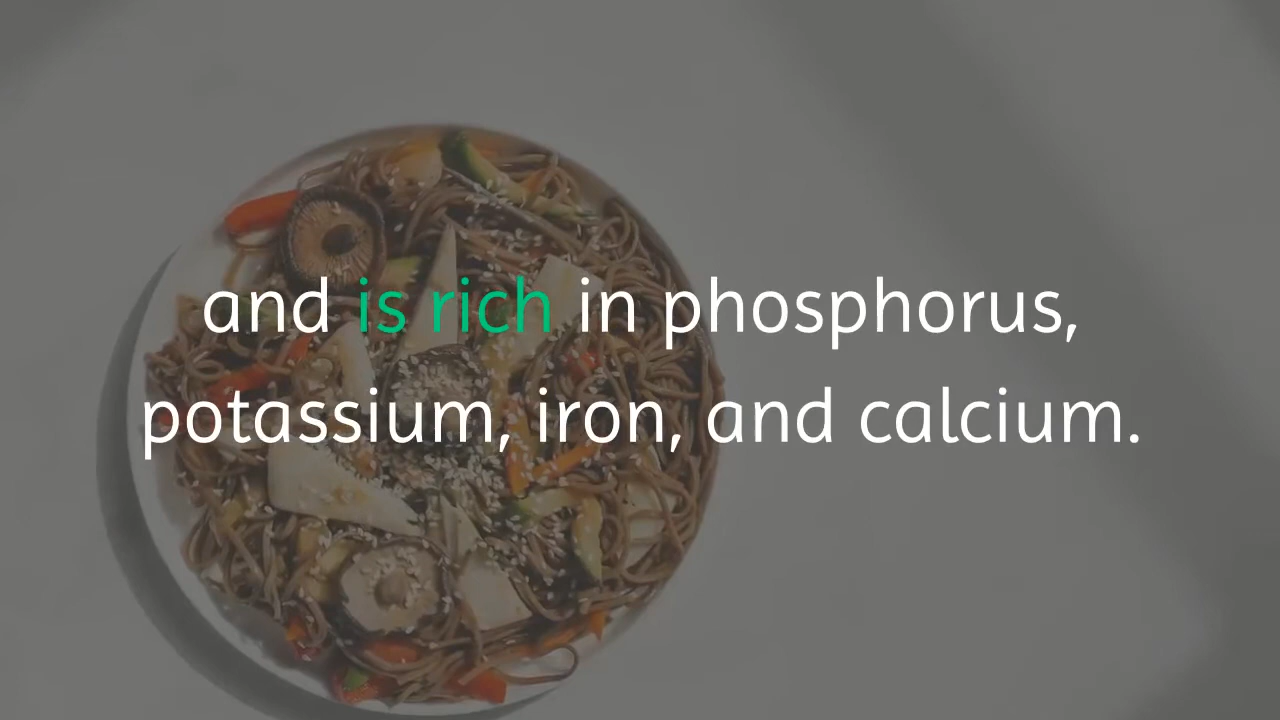 and is rich in phosphorus,
potassium, iron, and calcium.